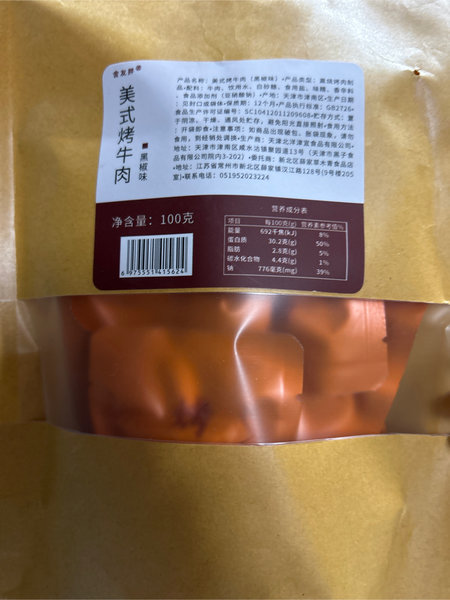 食友鲜®
美式烤牛肉
■黑椒味
净含量：100克
6 975551 415624
产品名称：美式烤牛肉（黑椒味）•产品类型：熏烧烤肉制
品•配料：牛肉、饮用水、白砂糖、食用盐、味精、香辛料
、食品添加剂（亚硝酸钠）•产地：天津市津南区•生产日期
：见封口或袋体•保质期：12个月•产品执行标准：GB2726•
食品生产许可证编号：SC10412011209608•贮存方式：置
于阴凉、干燥、通风处贮存，避免阳光直接照射•食用方法
：开袋即食•注意事项：如商品出现破包、胀袋现象，请勿
食用，到经销处调换•生产商：天津北洋津宜食品有限公司
•地址：天津市津南区咸水沽镇聚园道13号（天津市黑子食
品有限公司院内3-202）•委托商：新北区薛家草木青食品店
•地址：江苏省常州市新北区薛家镇汉江路128号(9号楼205
室)•联系电话：051952023224
营养成分表
项目 每100克(g) 营养素参考值%
能量 692千焦(kJ) 8%
蛋白质 30.2克(g) 50%
脂肪 2.8克(g) 5%
碳水化合物 4.4克(g) 1%
钠 776毫克(mg) 39%